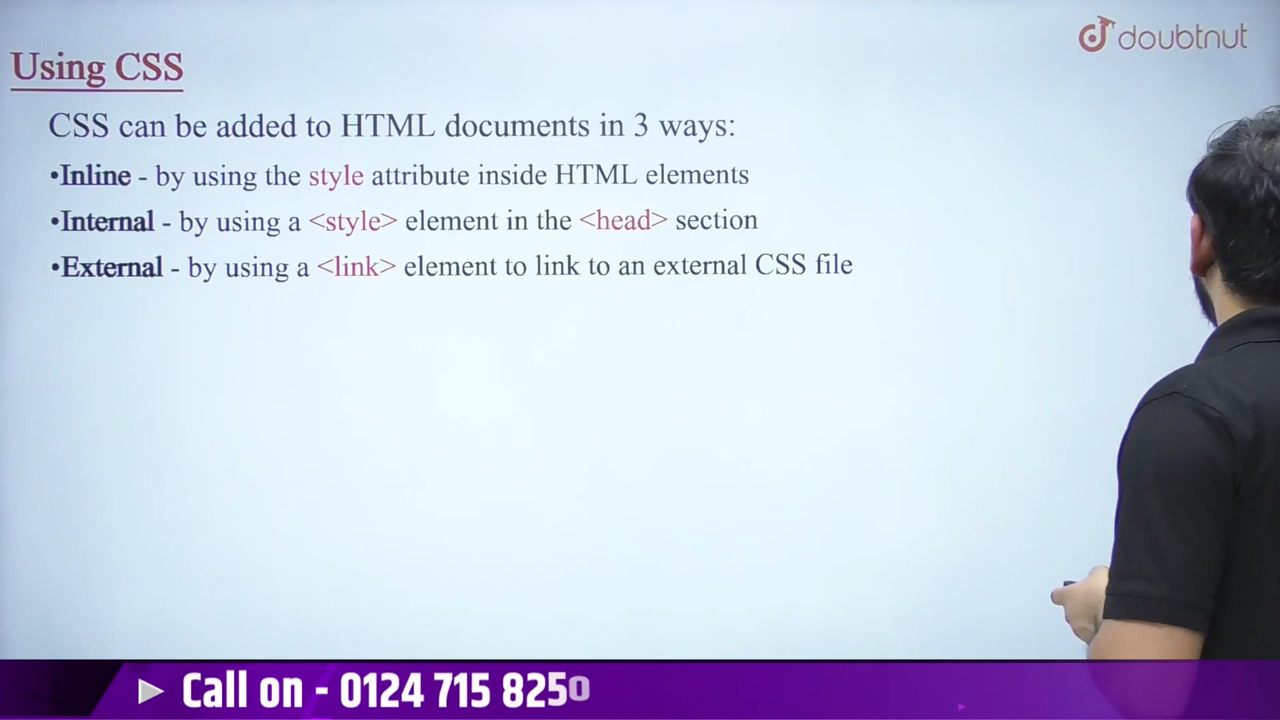 doubtnut
Using CSS
CSS can be added to HTML documents in 3 ways:
•Inline - by using the style attribute inside HTML elements
•Internal - by using a <style> element in the <head> section
•External - by using a <link> element to link to an external CSS file
Call on - 0124 715 8250